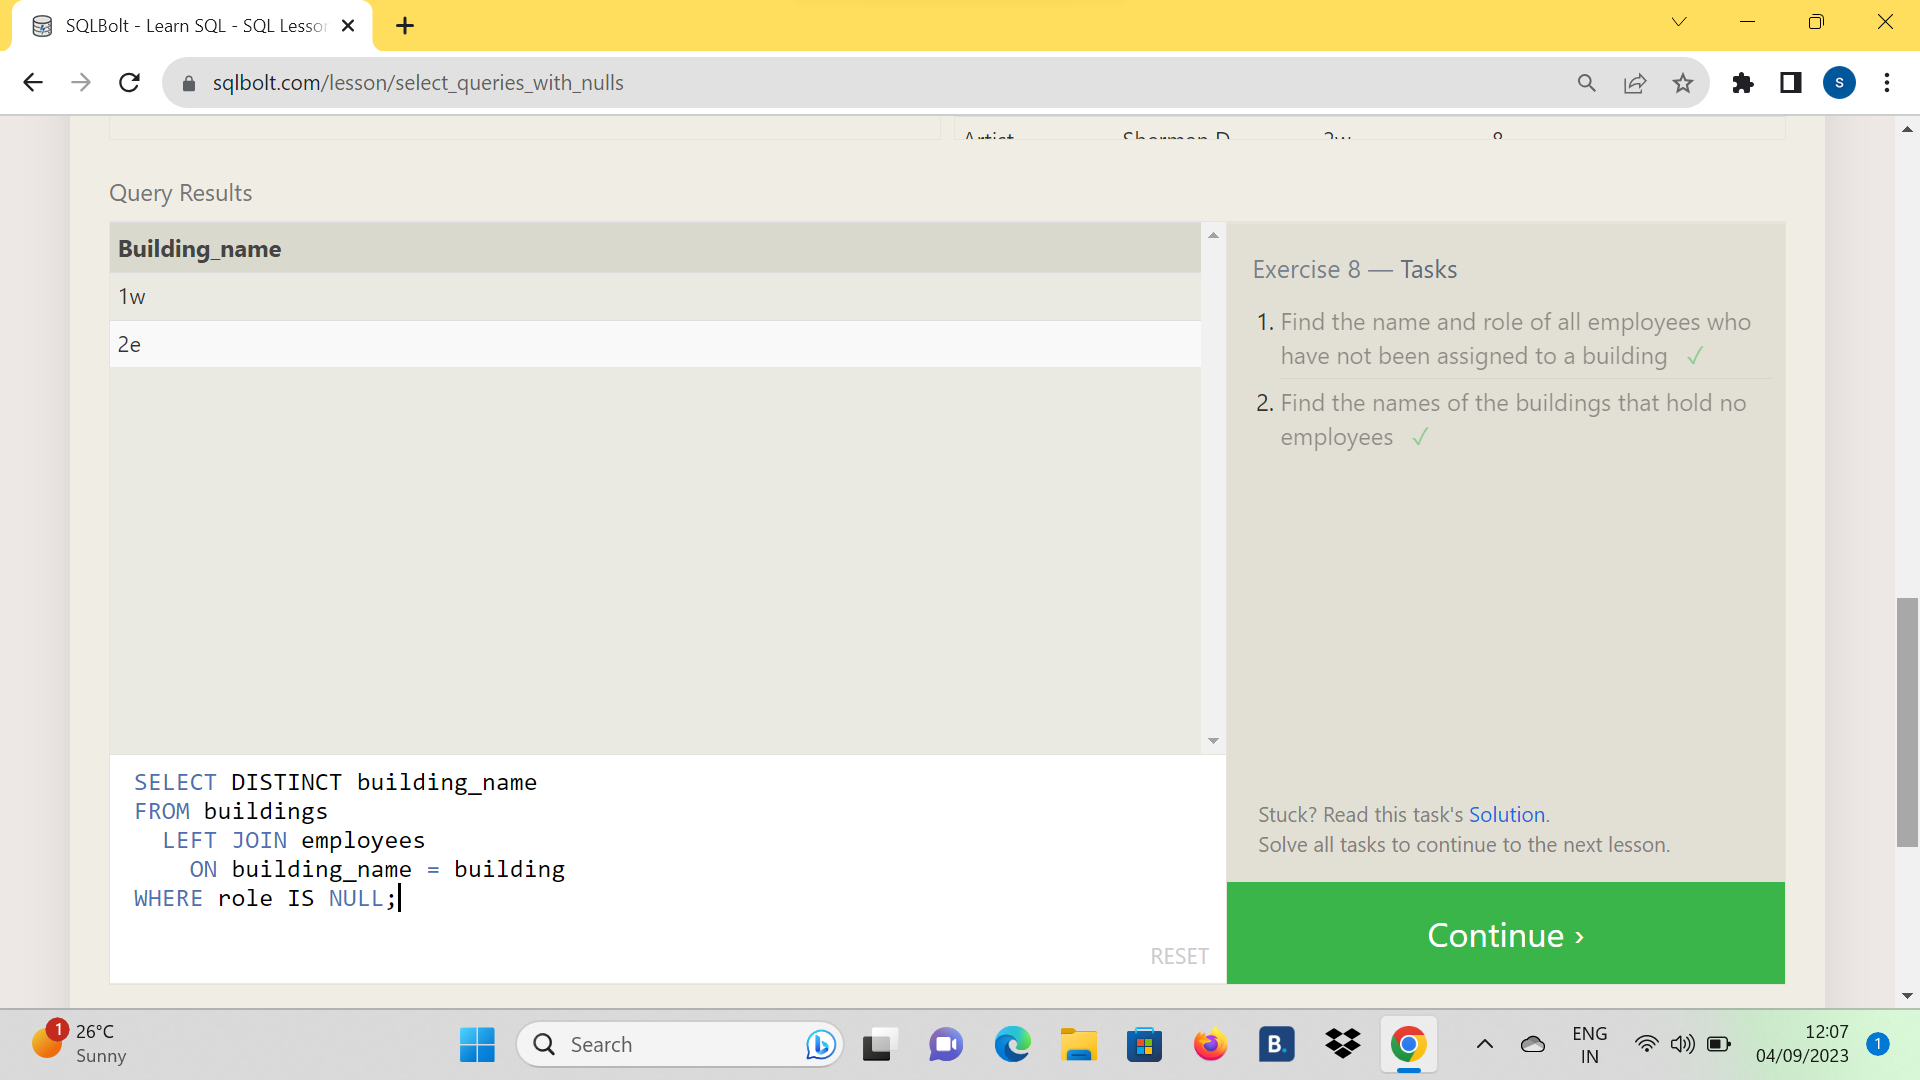 SQLBolt - Learn SQL - SQL Lesso
sqlbolt.com/lesson/select_queries_with_nulls
S
Artist Sherman D. 2w 8
Query Results
Building_name
1w
2e
Exercise 8 — Tasks
1. Find the name and role of all employees who
have not been assigned to a building ✓
2. Find the names of the buildings that hold no
employees ✓
SELECT DISTINCT building_name
FROM buildings
LEFT JOIN employees
ON building_name = building
WHERE role IS NULL;
RESET
Stuck? Read this task's Solution.
Solve all tasks to continue to the next lesson.
Continue ›
1
26°C
Sunny
Search
B.
ENG
IN
12:07
04/09/2023
1